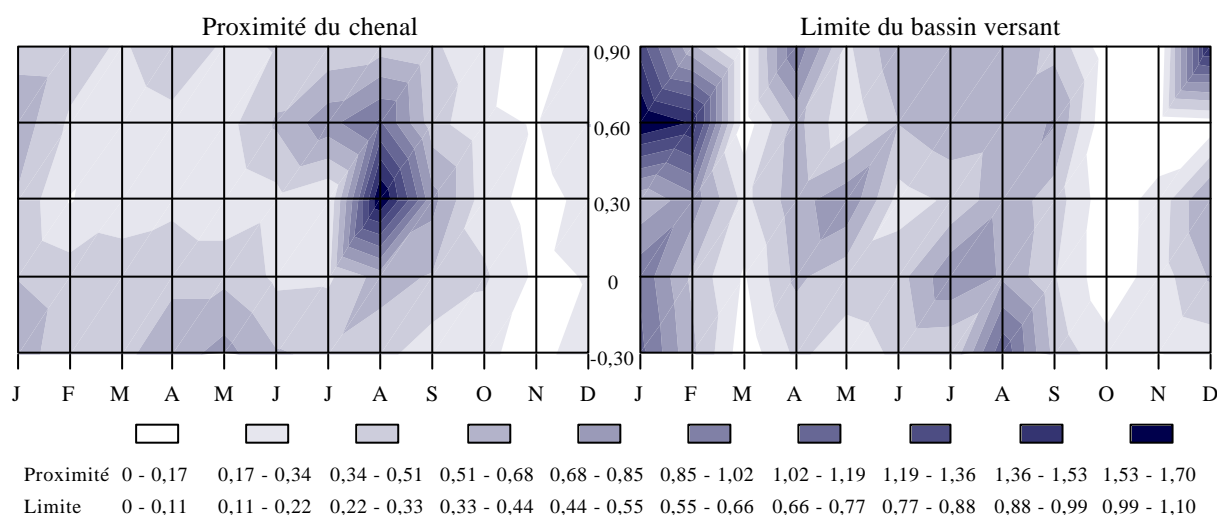 Proximité du chenal
Limite du bassin versant
0,90
0,60
0,30
0
-0,30
J F M A M J J A S O N D
J F M A M J J A S O N D
Proximité 0 - 0,17 0,17 - 0,34 0,34 - 0,51 0,51 - 0,68 0,68 - 0,85 0,85 - 1,02 1,02 - 1,19 1,19 - 1,36 1,36 - 1,53 1,53 - 1,70
Limite 0 - 0,11 0,11 - 0,22 0,22 - 0,33 0,33 - 0,44 0,44 - 0,55 0,55 - 0,66 0,66 - 0,77 0,77 - 0,88 0,88 - 0,99 0,99 - 1,10